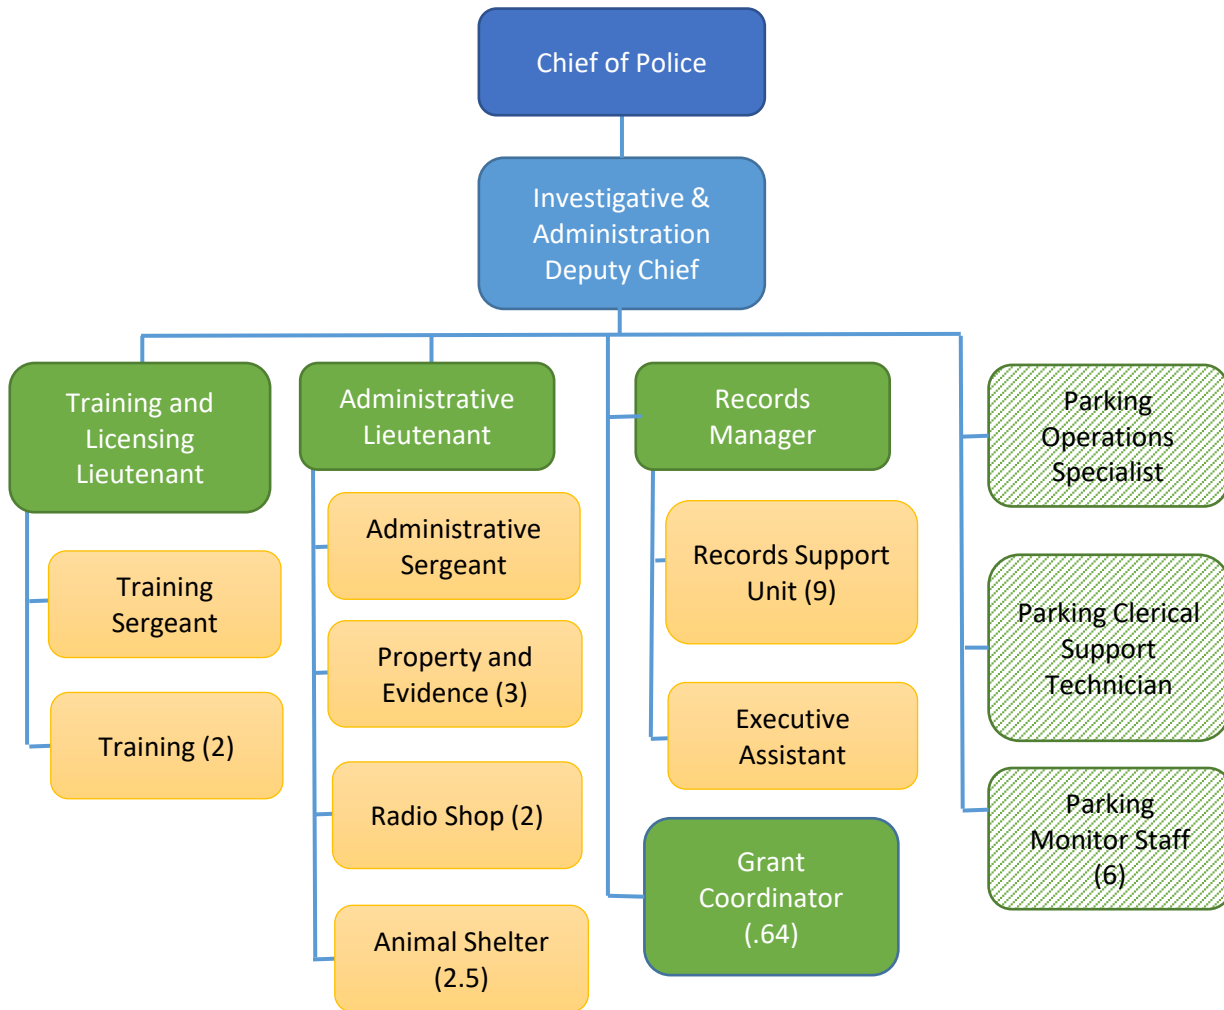 Chief of Police
Investigative &
Administration
Deputy Chief
Training and
Licensing
Lieutenant
Training
Sergeant
Training (2)
Administrative
Lieutenant
Administrative
Sergeant
Property and
Evidence (3)
Radio Shop (2)
Animal Shelter
(2.5)
Records
Manager
Records Support
Unit (9)
Executive
Assistant
Grant
Coordinator
(.64)
Parking
Operations
Specialist
Parking Clerical
Support
Technician
Parking
Monitor Staff
(6)